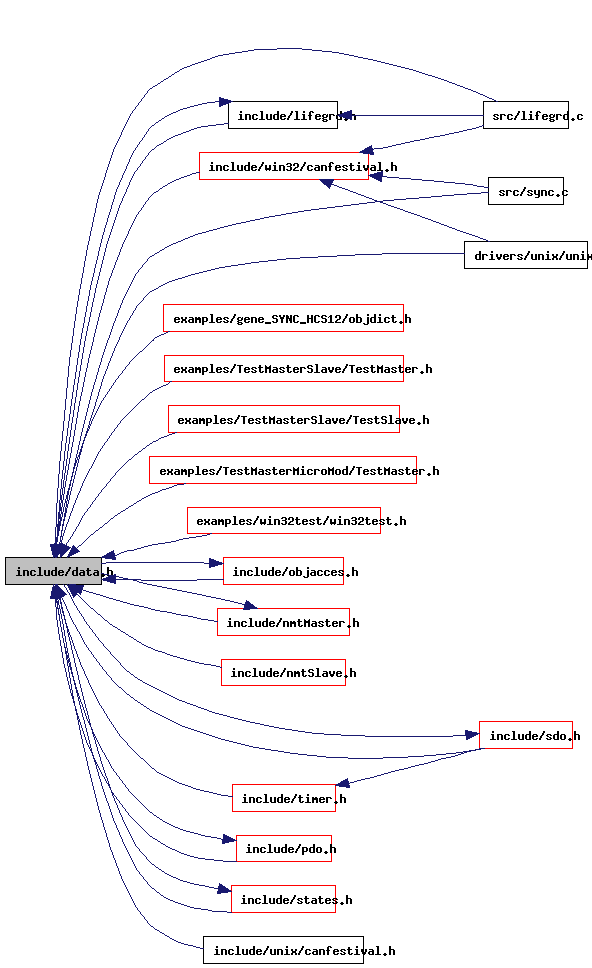 src/lifegrd.c
include/lifegrd.h
include/win32/canfestival.h
src/sync.c
drivers/unix/unix
examples/gene_SYNC_HCS12/objdict.h
examples/TestMasterSlave/TestMaster.h
examples/TestMasterSlave/TestSlave.h
examples/TestMasterMicroMod/TestMaster.h
examples/win32test/win32test.h
include/data.h
include/objacces.h
include/nmtMaster.h
include/nmtSlave.h
include/sdo.h
include/timer.h
include/pdo.h
include/states.h
include/unix/canfestival.h